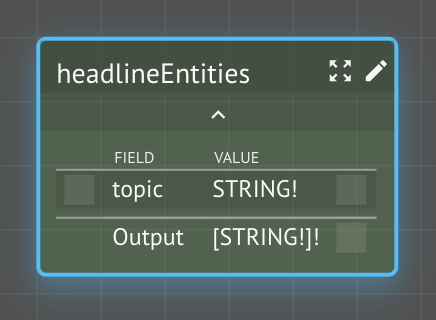 headlineEntities
FIELD VALUE
topic STRING!
Output [STRING!]!